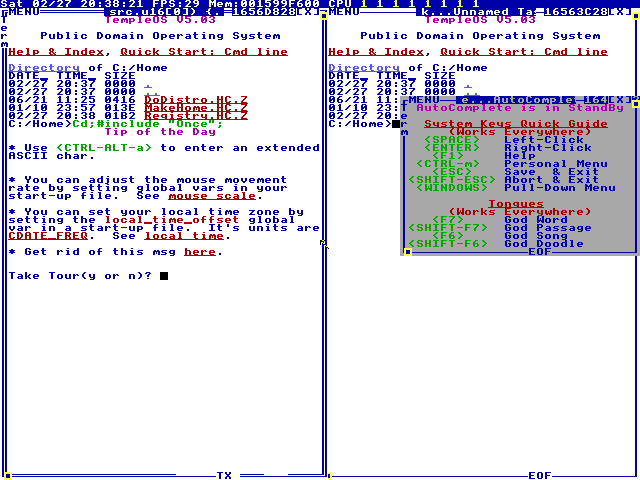 Sat 02/27 20:38:21 FPS:29 Mem:001599F600 CPU 1 1 1 1 1 1 1 1
MENU
16556D828[X]
Term
TempleOS V5.03
Public Domain Operating System
Help & Index, Quick Start: Cmd line
Directory of C:/Home
DATE_ TIME_ SIZE
02/27 20:37 0000 .
02/27 20:37 0000 ..
06/21 11:25 0416 DoDistro.HC.Z
01/10 23:57 013E MakeHome.HC.Z
02/27 20:38 01B2 Registry.HC.Z
C:/Home>Cd;#include "Once";
Tip of the Day
* Use <CTRL-ALT-a> to enter an extended
ASCII char.
* You can adjust the mouse movement
rate by setting global vars in your
start-up file.  See mouse scale.
* You can set your local time zone by
setting the local_time_offset global
var in a start-up file.  It's units are
CDATE_FREQ.  See local time.
* Get rid of this msg here.
Take Tour(y or n)?
TX
MENU
k...Unnamed Ta 16563C28[X]
TempleOS V5.03
Public Domain Operating System
Help & Index, Quick Start: Cmd line
Directory of C:/Home
DATE_ TIME_ SIZE
02/27 20:37 0000 .
02/27 20:37 0000 ..
06/21 11
01/10 23
02/27 20
C:/Home>
EOF
MENU
e...AutoComple 164[X]
AutoComplete is in StandBy
System Keys Quick Guide
(Works Everywhere)
<SPACE> Left-Click
<ENTER> Right-Click
<F1> Help
<CTRL-m> Personal Menu
<ESC> Save & Exit
<SHIFT-ESC> Abort & Exit
<WINDOWS> Pull-Down Menu
Tongues
(Works Everywhere)
<F7> God Word
<SHIFT-F7> God Passage
<F6> God Song
<SHIFT-F6> God Doodle
EOF